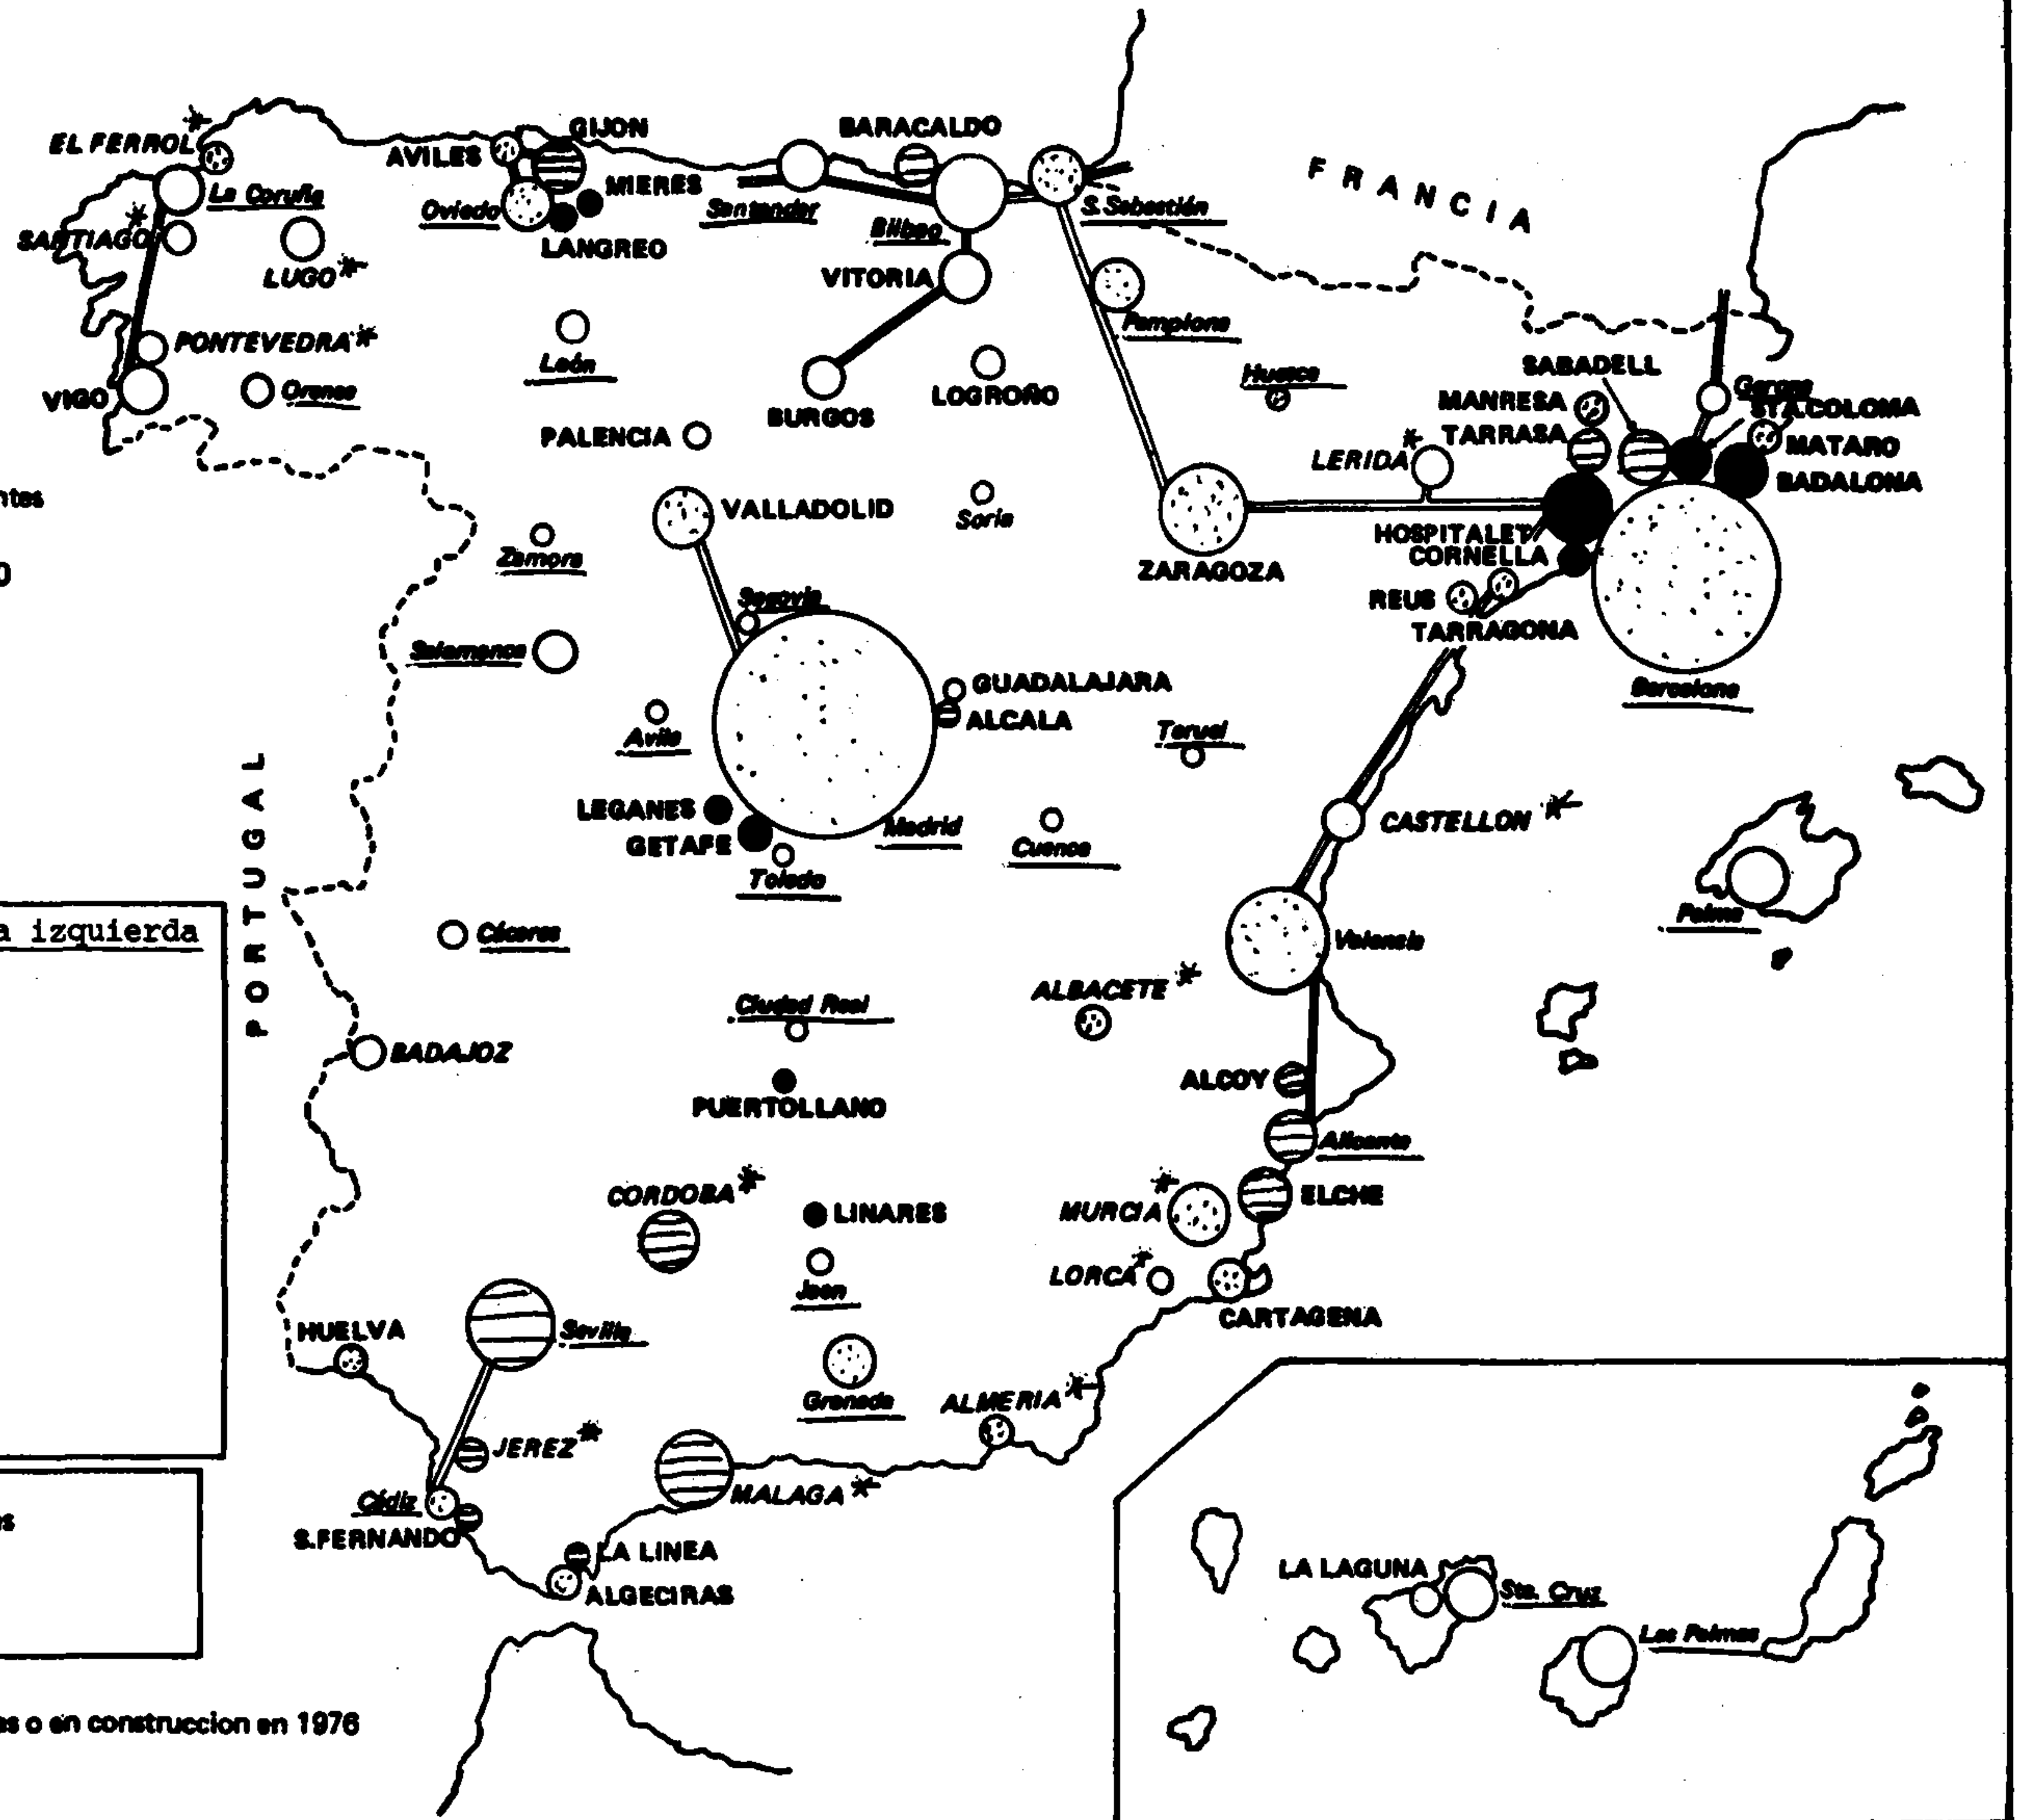 EL FERROL
La Coruña
SANTIAGO
LUGO
PONTEVEDRA
VIGO
Orense
AVILES
GIJON
MIERES
Oviedo
LANGREO
Santander
BARACALDO
Bilbao
S. Sebastián
VITORIA
Pamplona
FRANCIA
León
BURGOS
LOGROÑO
Huesca
PALENCIA
SABADELL
MANRESA
TARRASA
LERIDA
Gerona
STA.COLOMA
MATARO
BADALONA
VALLADOLID
Soria
Zamora
ZARAGOZA
HOSPITALET
CORNELLA
REUS
TARRAGONA
Barcelona
Segovia
Salamanca
GUADALAJARA
ALCALA
Avila
Teruel
LEGANES
GETAFE
Madrid
Toledo
Cuenca
CASTELLON
Palma
PORTUGAL
a izquierda
Cáceres
Valencia
Ciudad Real
ALBACETE
BADAJOZ
PUERTOLLANO
ALCOY
Alicante
ELCHE
CORDOBA
LINARES
MURCIA
Jaen
LORCA
CARTAGENA
HUELVA
Sevilla
Granada
ALMERIA
JEREZ
MALAGA
Cádiz
S.FERNANDO
LA LINEA
ALGECIRAS
LA LAGUNA
Sta. Cruz
Las Palmas
as o en construccion en 1976